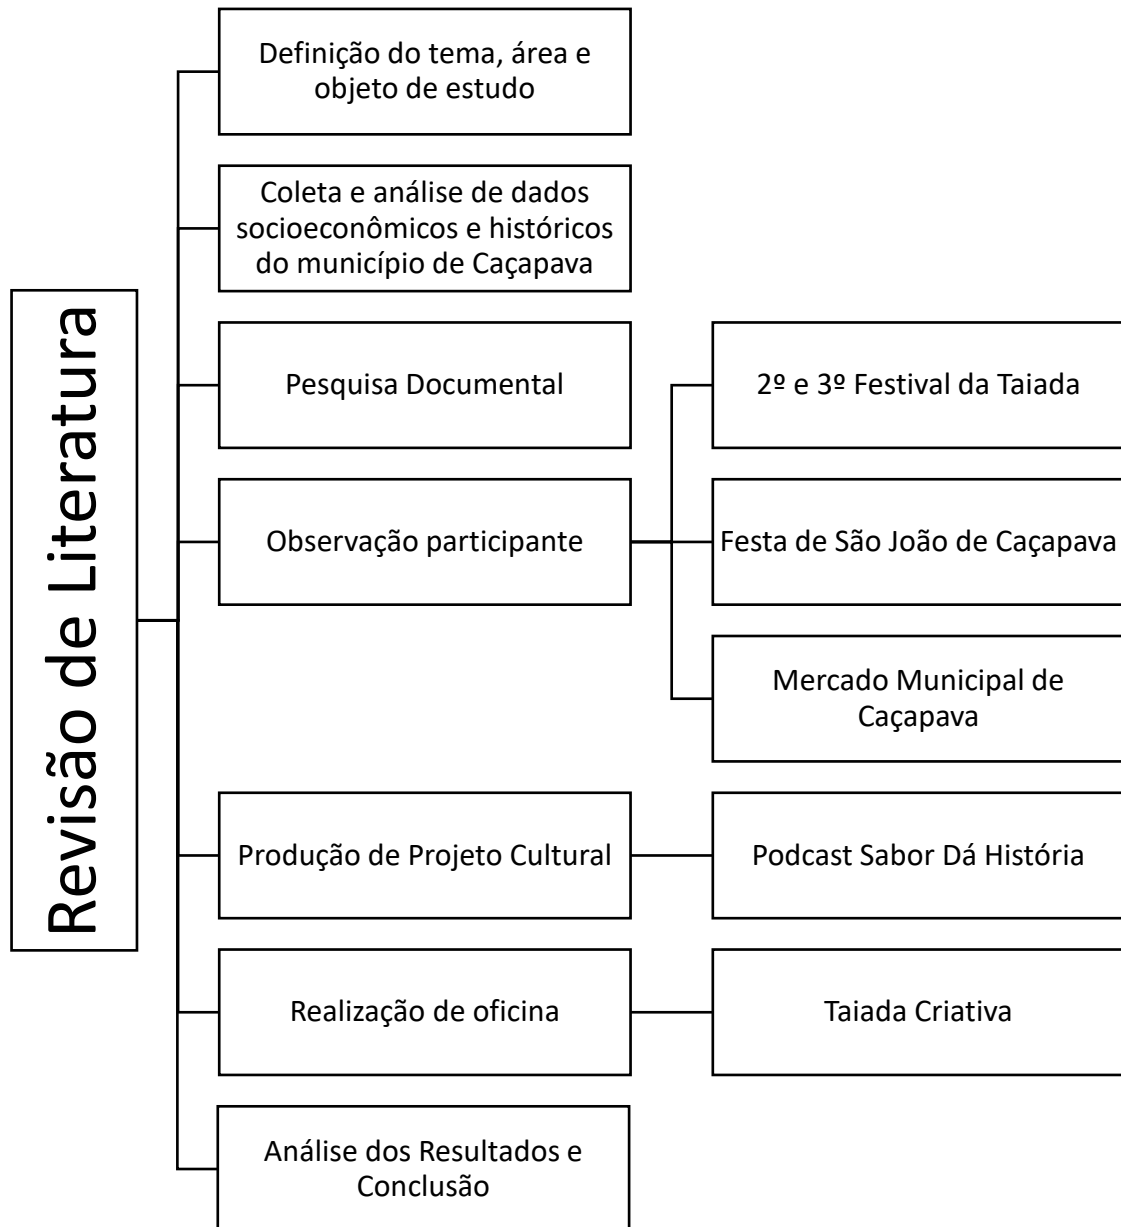 Revisão de Literatura
Definição do tema, área e
objeto de estudo
Coleta e análise de dados
socioeconômicos e históricos
do município de Caçapava
Pesquisa Documental
Observação participante
2º e 3º Festival da Taiada
Festa de São João de Caçapava
Mercado Municipal de
Caçapava
Produção de Projeto Cultural
Podcast Sabor Dá História
Realização de oficina
Taiada Criativa
Análise dos Resultados e
Conclusão